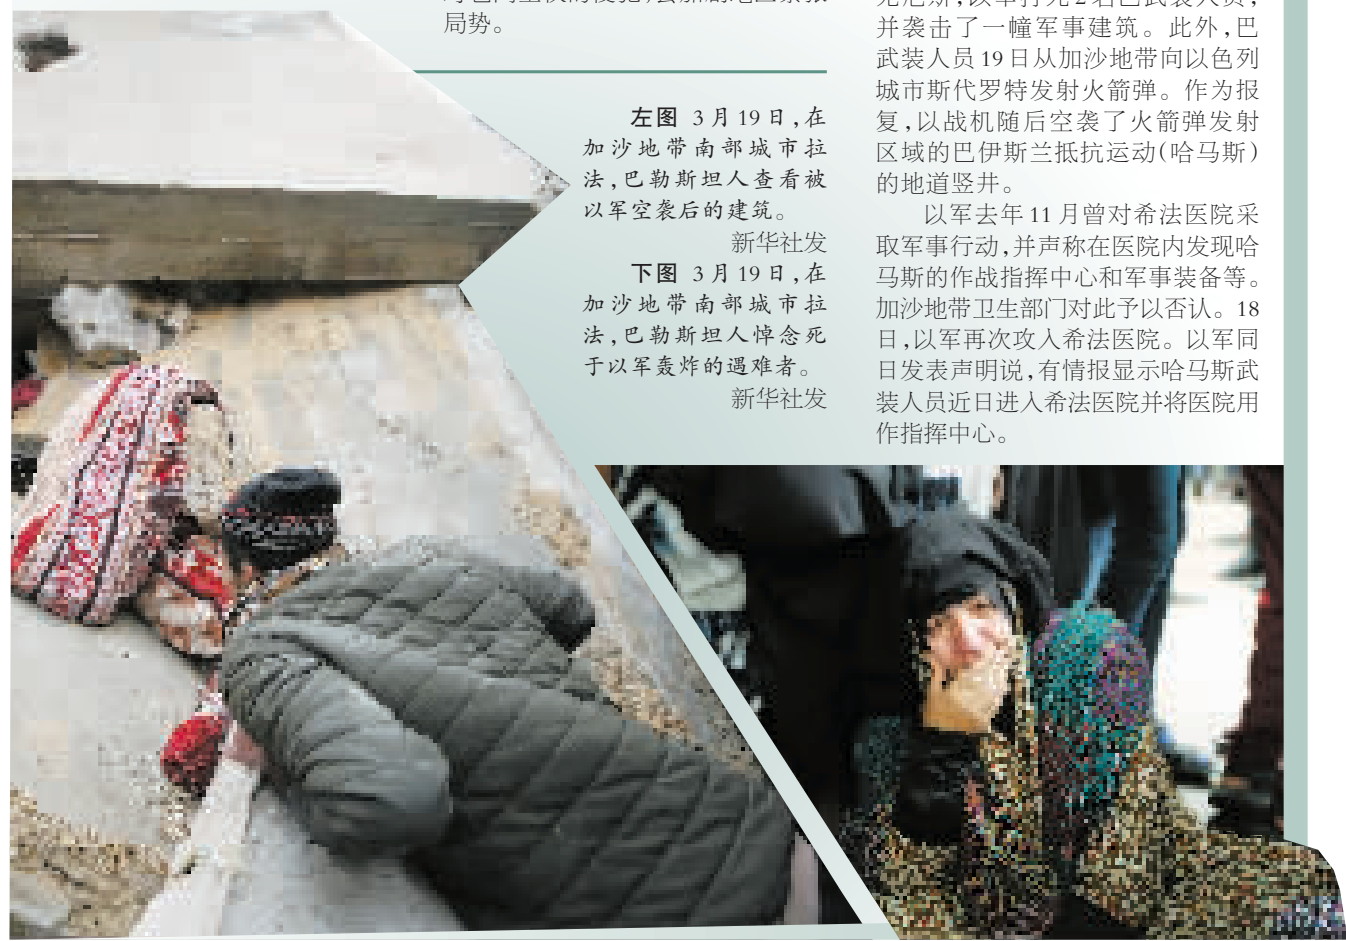 局势。
左图 3月19日,在
加沙地带南部城市拉
法,巴勒斯坦人查看被
以军空袭后的建筑。
新华社发
下图 3月19日,在
加沙地带南部城市拉
法,巴勒斯坦人悼念死
于以军轰炸的遇难者。
新华社发
并袭击了一幢军事建筑。此外,巴
武装人员19日从加沙地带向以色列
城市斯代罗特发射火箭弹。作为报
复,以战机随后空袭了火箭弹发射
区域的巴伊斯兰抵抗运动(哈马斯)
的地道竖井。
以军去年11月曾对希法医院采
取军事行动,并声称在医院内发现哈
马斯的作战指挥中心和军事装备等。
加沙地带卫生部门对此予以否认。18
日,以军再次攻入希法医院。以军同
日发表声明说,有情报显示哈马斯武
装人员近日进入希法医院并将医院用
作指挥中心。